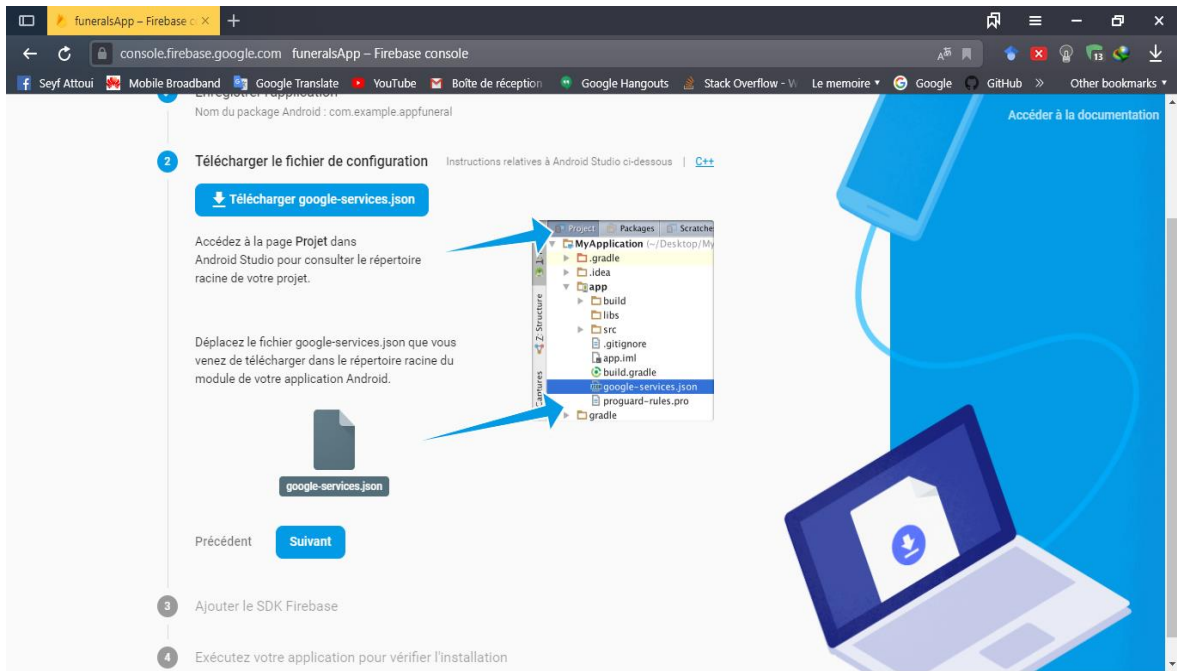 funeralsApp – Firebase
console.firebase.google.com funeralsApp – Firebase console
13
Seyf Attoui Mobile Broadband Google Translate YouTube Boîte de réception Google Hangouts Stack Overflow - W Le memoire Google GitHub » Other bookmarks
Enregistrer l'application
Nom du package Android : com.example.appfuneral
Accéder à la documentation
2 Télécharger le fichier de configuration Instructions relatives à Android Studio ci-dessous | C++
Télécharger google-services.json
Accédez à la page Projet dans
Android Studio pour consulter le répertoire
racine de votre projet.
Déplacez le fichier google-services.json que vous
venez de télécharger dans le répertoire racine du
module de votre application Android.
google-services.json
Project Packages Scratche
MyApplication (~/Desktop/My
.gradle
.idea
app
build
libs
src
.gitignore
app.iml
build.gradle
google-services.json
proguard-rules.pro
gradle
Z: Structure
Captures
Précédent Suivant
3 Ajouter le SDK Firebase
4 Exécutez votre application pour vérifier l'installation